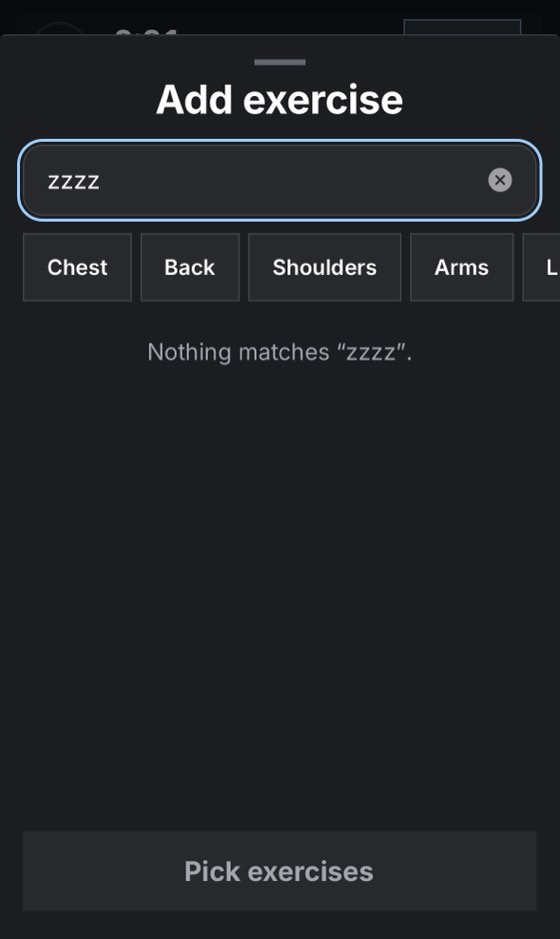 Add exercise
zzzz
Chest Back Shoulders Arms L
Nothing matches “zzzz”.
Pick exercises